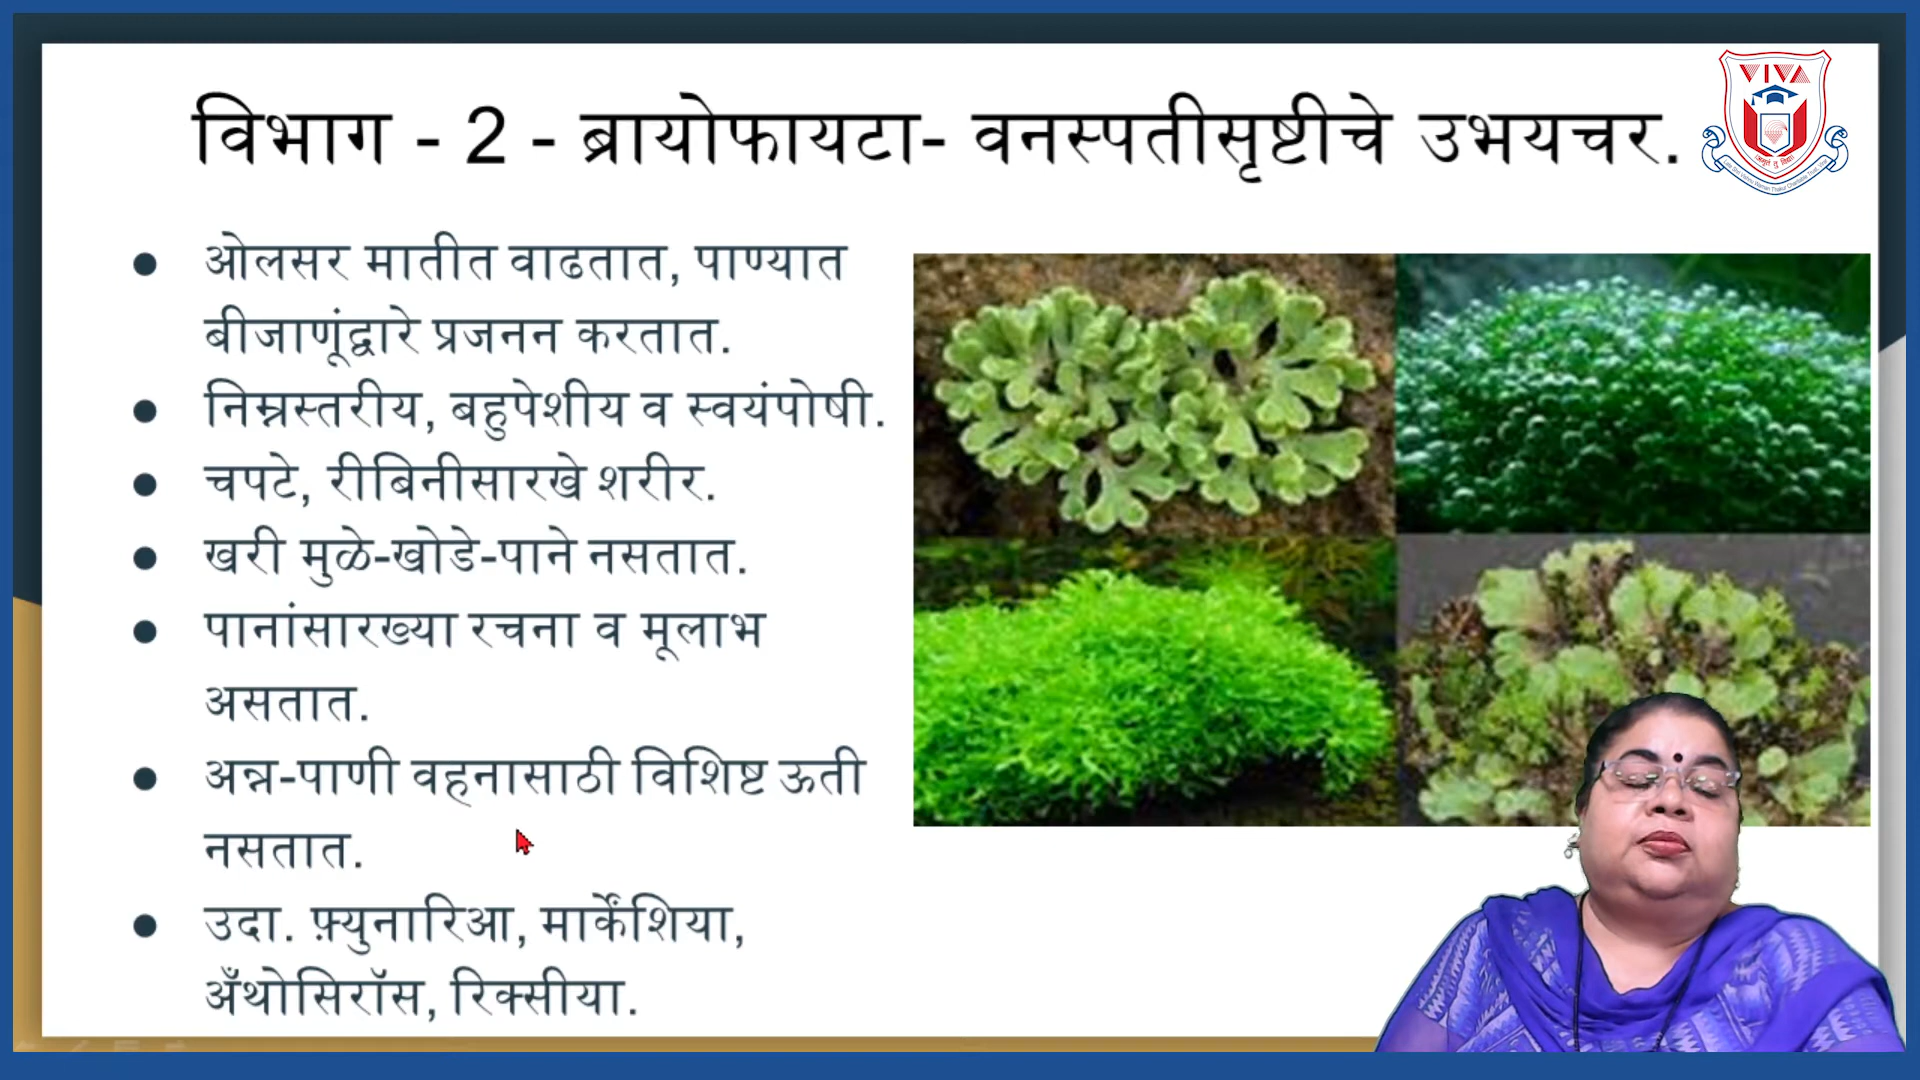 विभाग - 2 - ब्रायोफायटा- वनस्पतीसृष्टीचे उभयचर.
VIVA
ओलसर मातीत वाढतात, पाण्यात
बीजाणूंद्वारे प्रजनन करतात.
निम्नस्तरीय, बहुपेशीय व स्वयंपोषी.
चपटे, रीबिनीसारखे शरीर.
खरी मुळे-खोडे-पाने नसतात.
पानांसारख्या रचना व मूलाभ
असतात.
अन्न-पाणी वहनासाठी विशिष्ट ऊती
नसतात.
उदा. फ़्युनारिआ, मार्केंशिया,
अँथोसिरॉस, रिक्सीया.